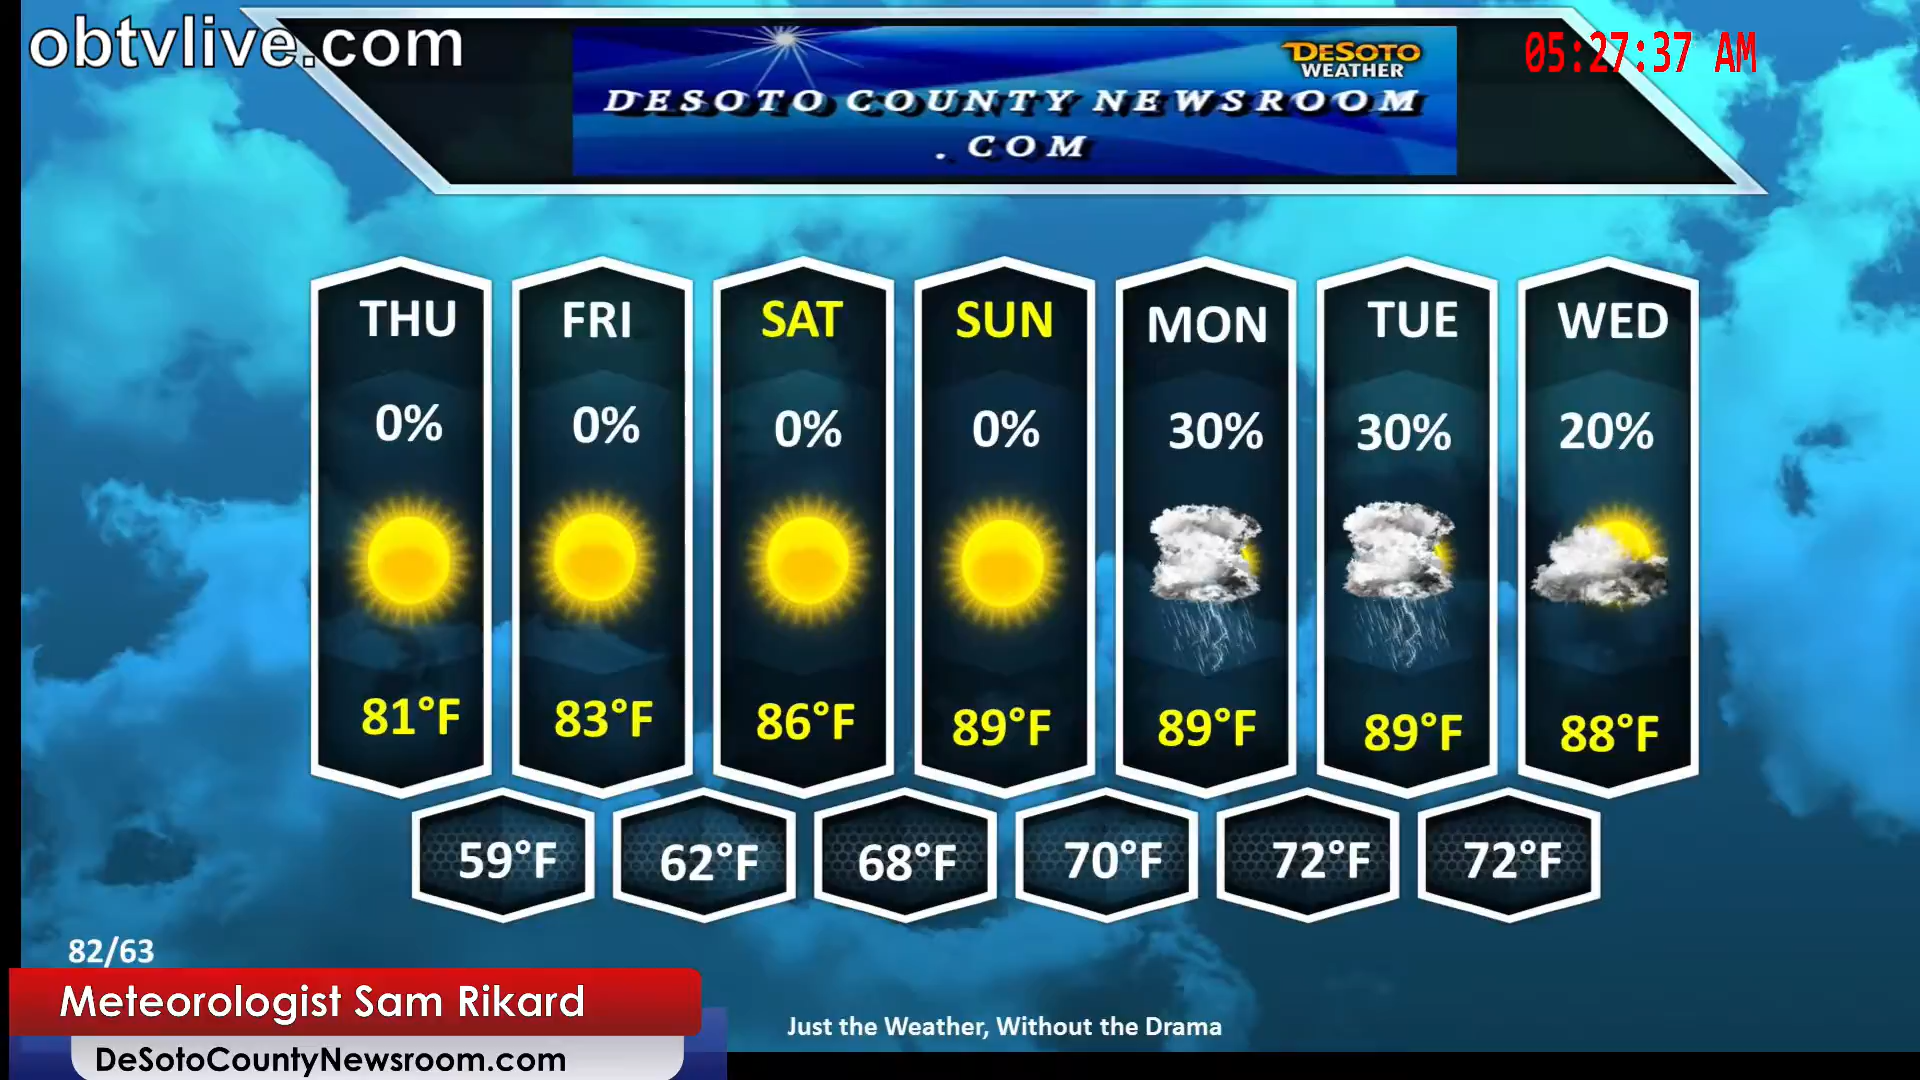 obtvlive.com
05:27:37 AM
DESOTO
WEATHER
DESOTO COUNTY NEWSROOM
.COM
THU FRI SAT SUN MON TUE WED
0% 0% 0% 0% 30% 30% 20%
81°F 83°F 86°F 89°F 89°F 89°F 88°F
59°F 62°F 68°F 70°F 72°F 72°F
82/63
Meteorologist Sam Rikard
DeSotoCountyNewsroom.com
Just the Weather, Without the Drama